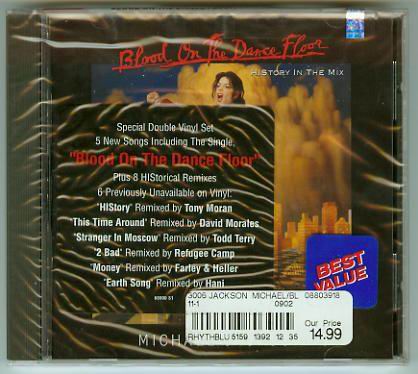 Blood On The Dance Floor
HIStory In The Mix
Special Double Vinyl Set
5 New Songs Including The Single,
"Blood On The Dance Floor"
Plus 8 HIStorical Remixes
6 Previously Unavailable on Vinyl:
'HIStory' Remixed by Tony Moran
'This Time Around' Remixed by David Morales
'Stranger In Moscow' Remixed by Todd Terry
'2 Bad' Remixed by Refugee Camp
'Money' Remixed by Farley & Heller
'Earth Song' Remixed by Hani
BEST
VALUE
3006 JACKSON MICHAEL/BL 08803918
11-1 0902
Our Price
RHYTHBLU 5159 1392 12 35 14.99
MICHA